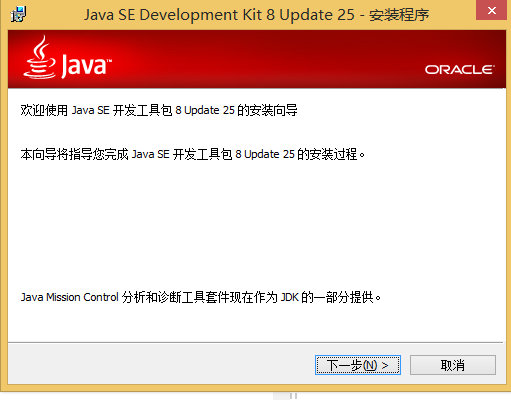 Java SE Development Kit 8 Update 25 - 安装程序
Java™
ORACLE
欢迎使用 Java SE 开发工具包 8 Update 25 的安装向导
本向导将指导您完成 Java SE 开发工具包 8 Update 25 的安装过程。
Java Mission Control 分析和诊断工具套件现在作为 JDK 的一部分提供。
下一步(N) >
取消